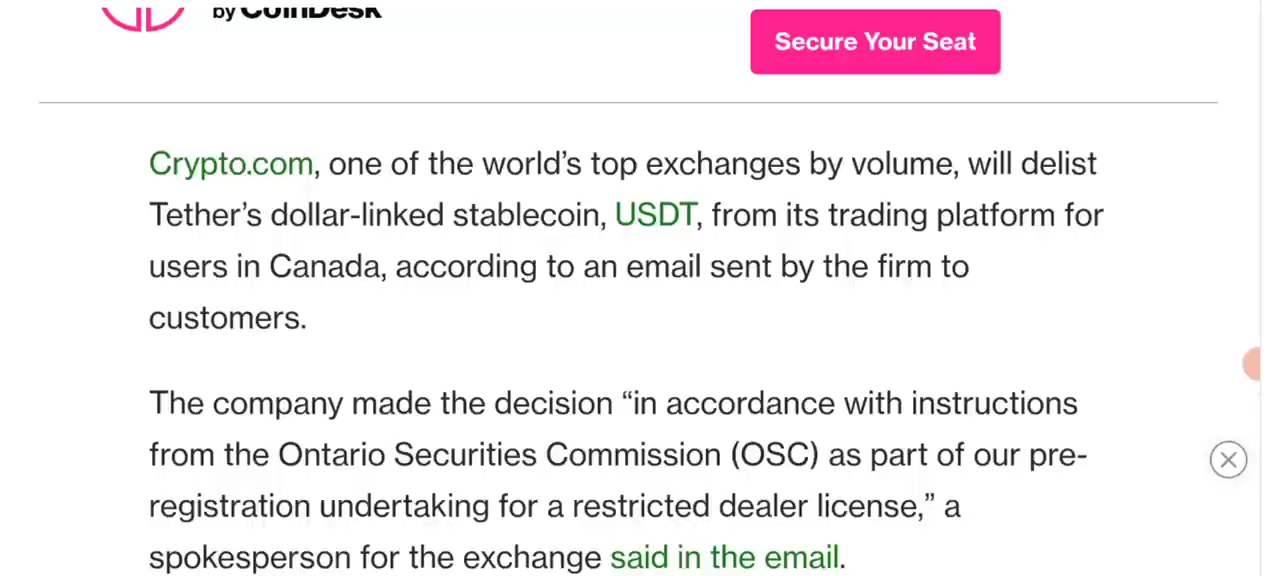 by CoinDesk
Secure Your Seat
Crypto.com, one of the world’s top exchanges by volume, will delist
Tether’s dollar-linked stablecoin, USDT, from its trading platform for
users in Canada, according to an email sent by the firm to
customers.
The company made the decision “in accordance with instructions
from the Ontario Securities Commission (OSC) as part of our pre-
registration undertaking for a restricted dealer license,” a
spokesperson for the exchange said in the email.